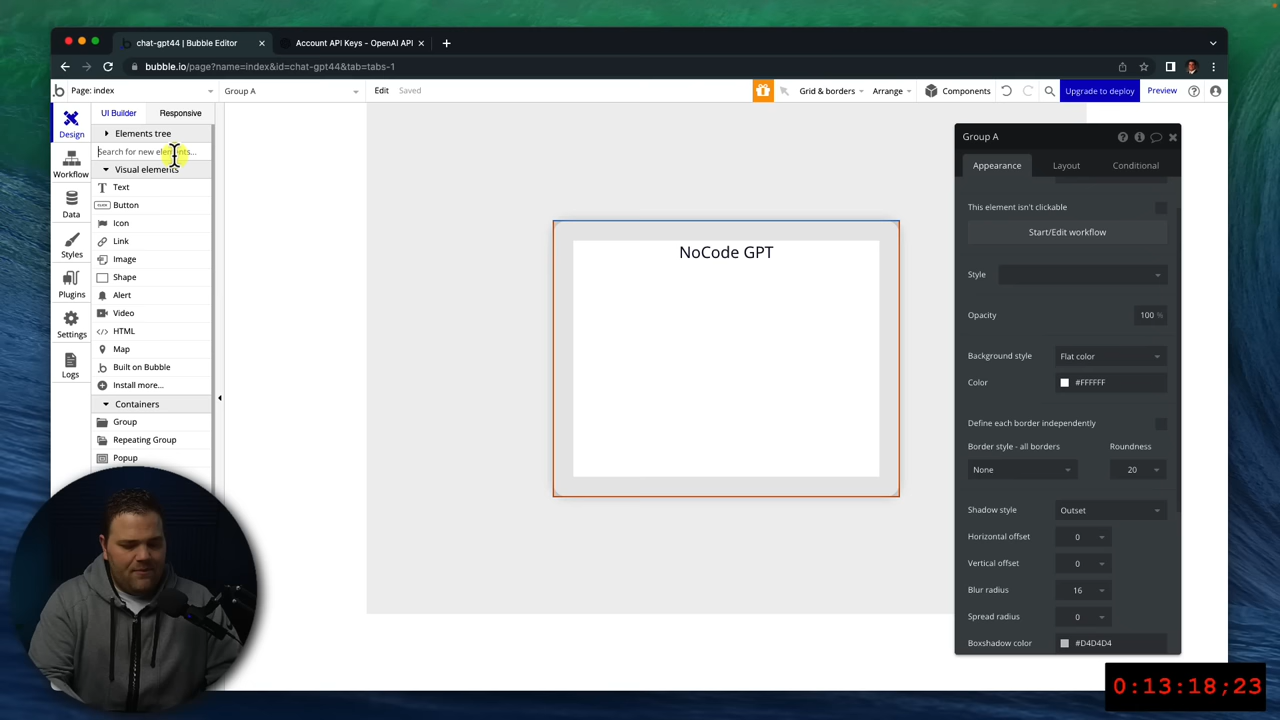 chat-gpt44 | Bubble Editor
Account API Keys - OpenAI API
bubble.io/page?name=index&id=chat-gpt44&tab=tabs-1
Page: index
Group A
Edit
Saved
Grid & borders
Arrange
Components
Upgrade to deploy
Preview
Design
Workflow
Data
Styles
Plugins
Settings
Logs
UI Builder
Responsive
Elements tree
Search for new elements...
Visual elements
Text
Button
Icon
Link
Image
Shape
Alert
Video
HTML
Map
Built on Bubble
Install more...
Containers
Group
Repeating Group
Popup
NoCode GPT
Group A
Appearance
Layout
Conditional
This element isn't clickable
Start/Edit workflow
Style
Opacity
100 %
Background style
Flat color
Color
#FFFFFF
Define each border independently
Border style - all borders
Roundness
None
20
Shadow style
Outset
Horizontal offset
0
Vertical offset
0
Blur radius
16
Spread radius
0
Boxshadow color
#D4D4D4
0:13:18;23